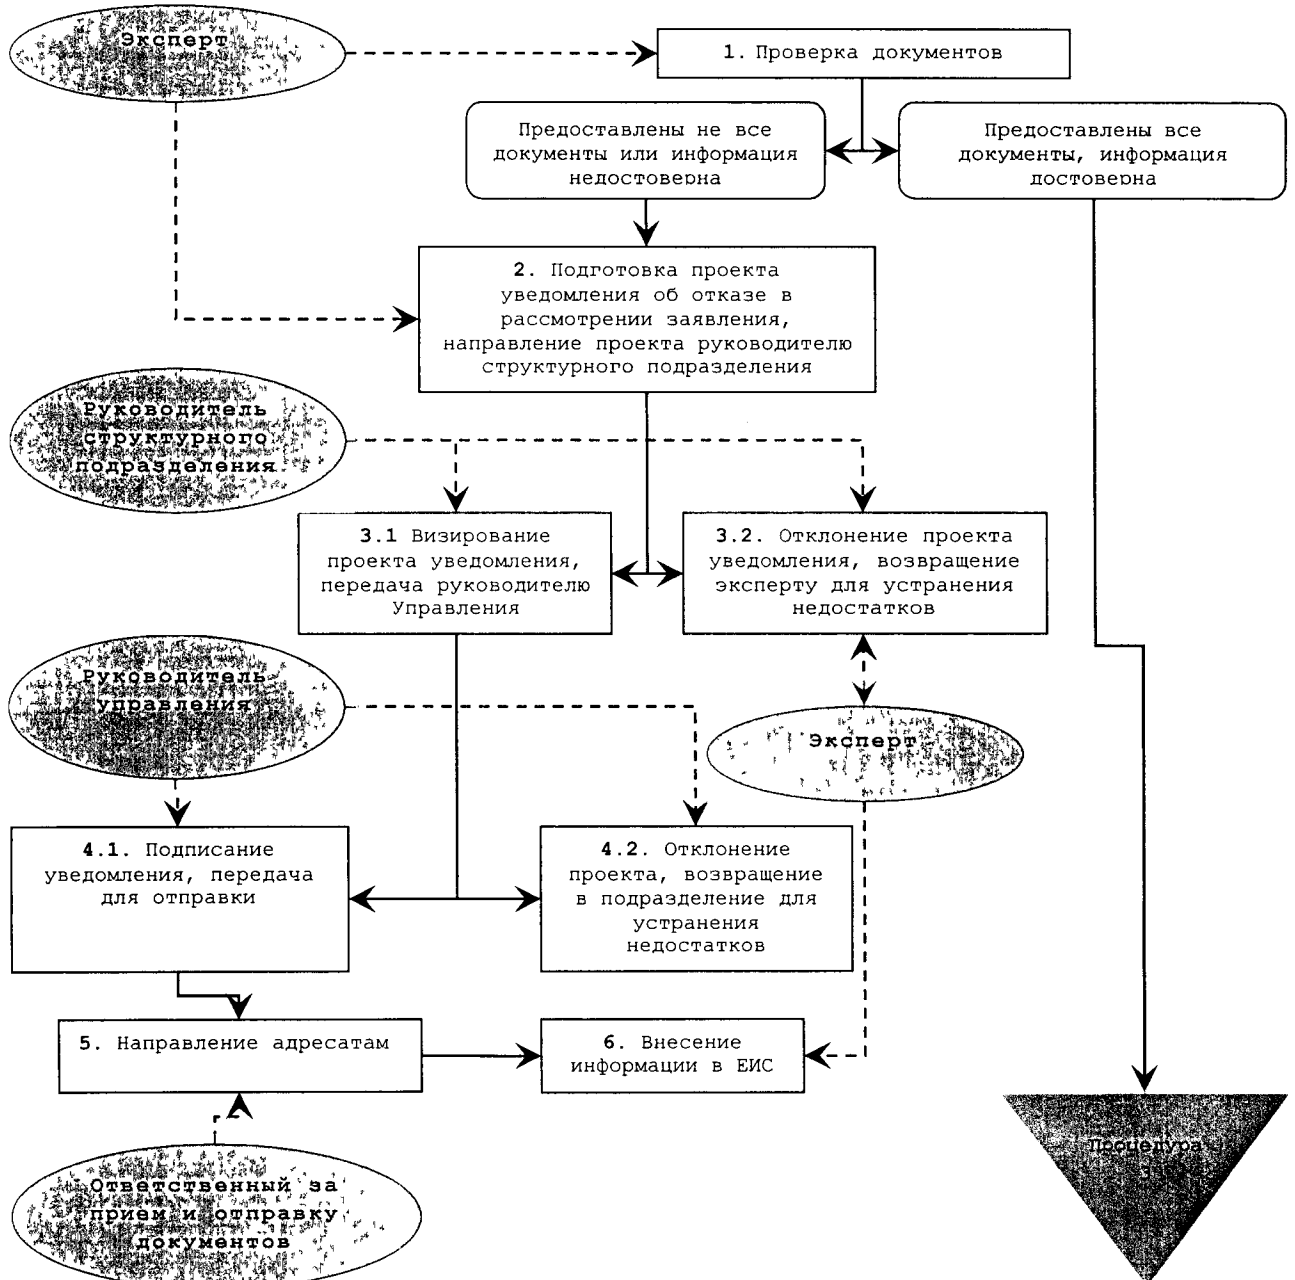 Эксперт
1. Проверка документов
Предоставлены не все
документы или информация
недостоверна
Предоставлены все
документы, информация
достоверна
2. Подготовка проекта
уведомления об отказе в
рассмотрении заявления,
направление проекта руководителю
структурного подразделения
Руководитель
структурного
подразделения
3.1 Визирование
проекта уведомления,
передача руководителю
Управления
3.2. Отклонение проекта
уведомления, возвращение
эксперту для устранения
недостатков
Руководитель
управления
Эксперт
4.1. Подписание
уведомления, передача
для отправки
4.2. Отклонение
проекта, возвращение
в подразделение для
устранения
недостатков
5. Направление адресатам
6. Внесение
информации в ЕИС
Процедура
Ответственный за
прием и отправку
документов